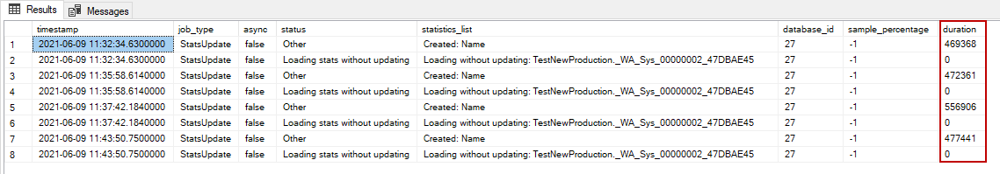 Results Messages
timestamp job_type async status statistics_list database_id sample_percentage duration
1 2021-06-09 11:32:34.6300000 StatsUpdate false Other Created: Name 27 -1 469368
2 2021-06-09 11:32:34.6300000 StatsUpdate false Loading stats without updating Loading without updating: TestNewProduction._WA_Sys_00000002_47DBAE45 27 -1 0
3 2021-06-09 11:35:58.6140000 StatsUpdate false Other Created: Name 27 -1 472361
4 2021-06-09 11:35:58.6140000 StatsUpdate false Loading stats without updating Loading without updating: TestNewProduction._WA_Sys_00000002_47DBAE45 27 -1 0
5 2021-06-09 11:37:42.1840000 StatsUpdate false Other Created: Name 27 -1 556906
6 2021-06-09 11:37:42.1840000 StatsUpdate false Loading stats without updating Loading without updating: TestNewProduction._WA_Sys_00000002_47DBAE45 27 -1 0
7 2021-06-09 11:43:50.7500000 StatsUpdate false Other Created: Name 27 -1 477441
8 2021-06-09 11:43:50.7500000 StatsUpdate false Loading stats without updating Loading without updating: TestNewProduction._WA_Sys_00000002_47DBAE45 27 -1 0